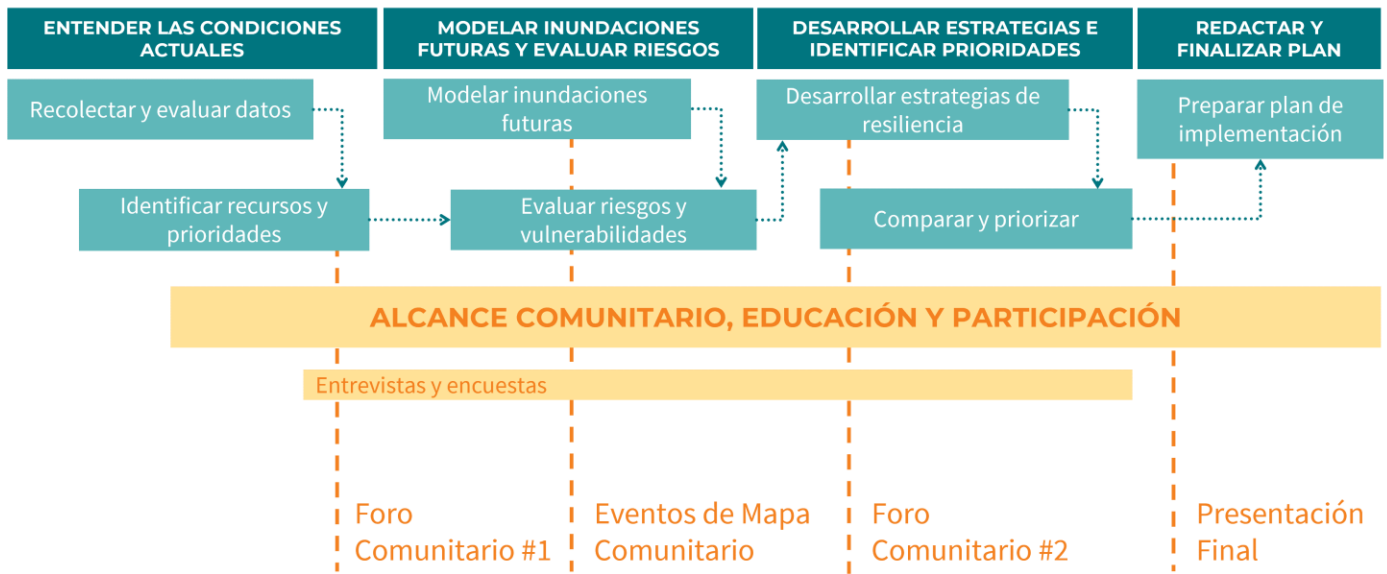 ENTENDER LAS CONDICIONES
ACTUALES
MODELAR INUNDACIONES
FUTURAS Y EVALUAR RIESGOS
DESARROLLAR ESTRATEGIAS E
IDENTIFICAR PRIORIDADES
REDACTAR Y
FINALIZAR PLAN
Recolectar y evaluar datos
Modelar inundaciones
futuras
Desarrollar estrategias de
resiliencia
Preparar plan de
implementación
Identificar recursos y
prioridades
Evaluar riesgos y
vulnerabilidades
Comparar y priorizar
ALCANCE COMUNITARIO, EDUCACIÓN Y PARTICIPACIÓN
Entrevistas y encuestas
Foro
Comunitario #1
Eventos de Mapa
Comunitario
Foro
Comunitario #2
Presentación
Final